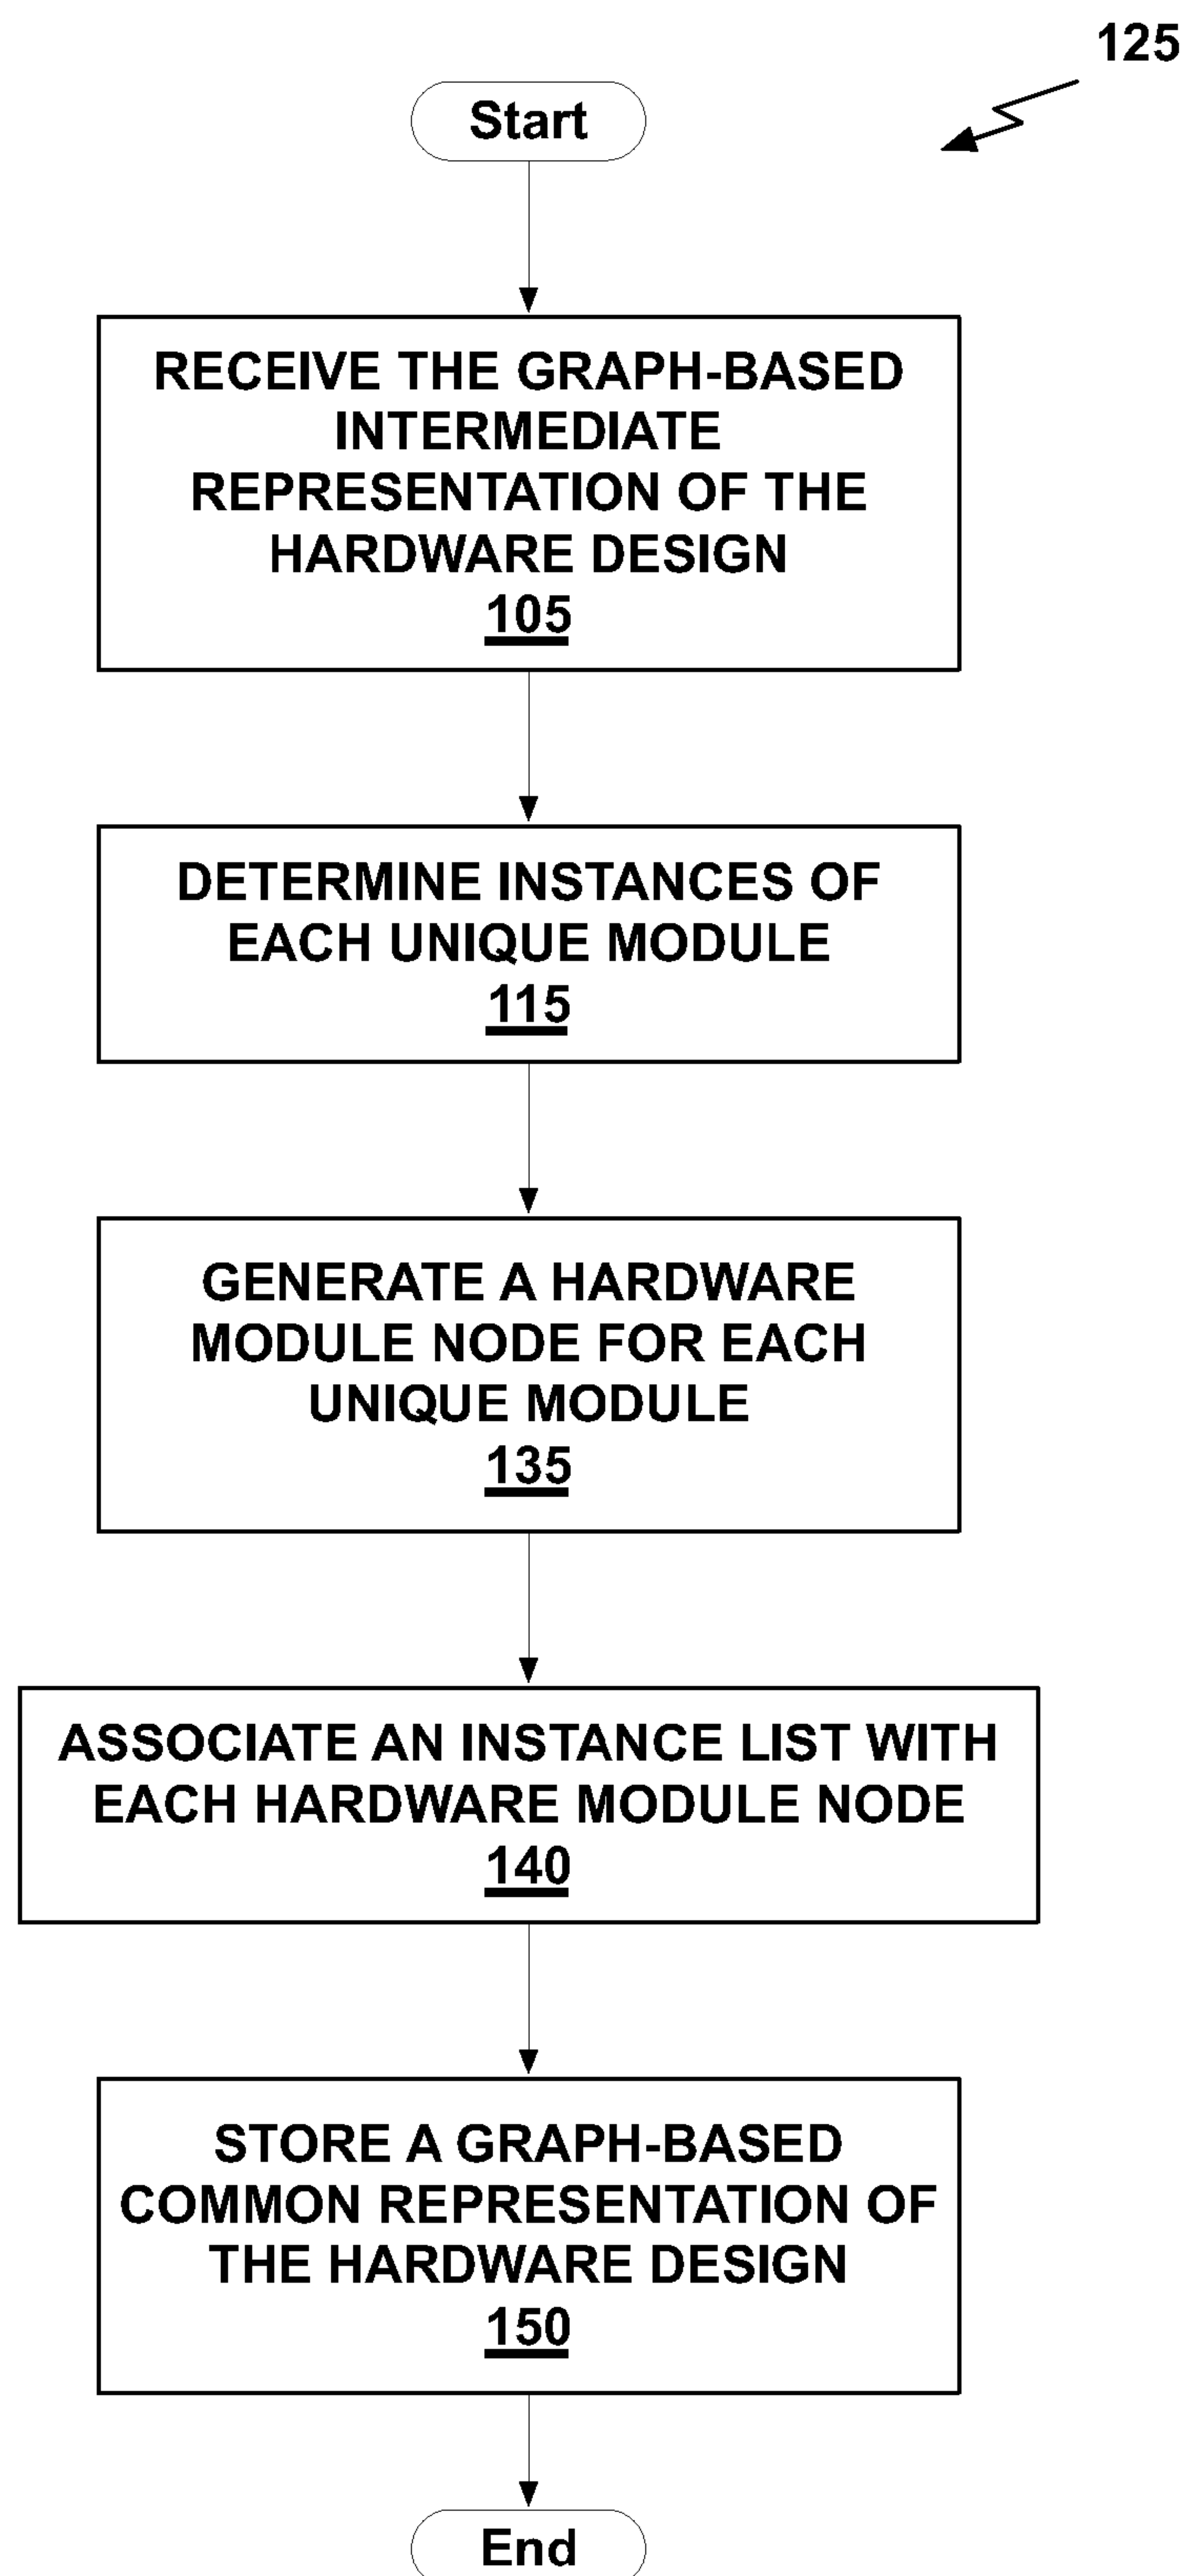 125
Start
RECEIVE THE GRAPH-BASED
INTERMEDIATE
REPRESENTATION OF THE
HARDWARE DESIGN
105
DETERMINE INSTANCES OF
EACH UNIQUE MODULE
115
GENERATE A HARDWARE
MODULE NODE FOR EACH
UNIQUE MODULE
135
ASSOCIATE AN INSTANCE LIST WITH
EACH HARDWARE MODULE NODE
140
STORE A GRAPH-BASED
COMMON REPRESENTATION OF
THE HARDWARE DESIGN
150
End